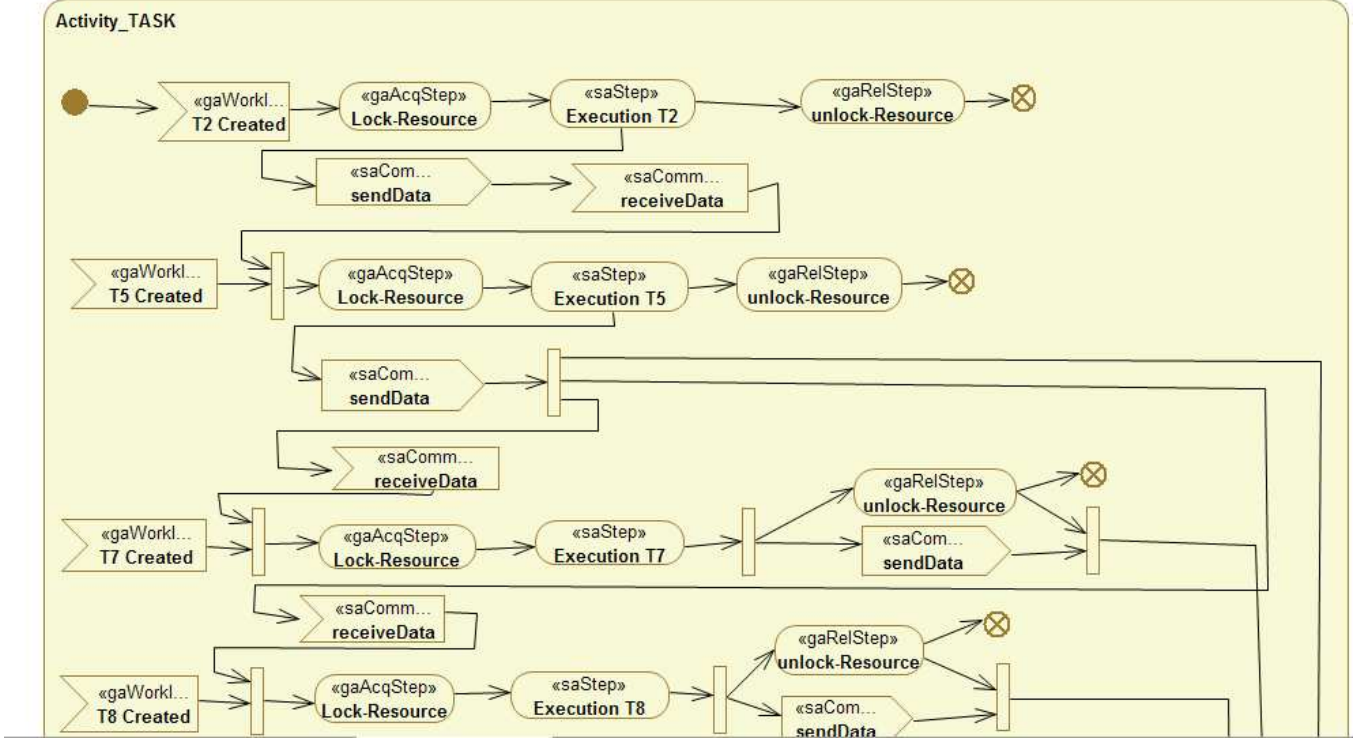 Activity_TASK
«gaWorkl...
T2 Created
«gaAcqStep»
Lock-Resource
«saStep»
Execution T2
«gaRelStep»
unlock-Resource
«saCom...
sendData
«saComm...
receiveData
«gaWorkl...
T5 Created
«gaAcqStep»
Lock-Resource
«saStep»
Execution T5
«gaRelStep»
unlock-Resource
«saCom...
sendData
«saComm...
receiveData
«gaWorkl...
T7 Created
«gaAcqStep»
Lock-Resource
«saStep»
Execution T7
«gaRelStep»
unlock-Resource
«saCom...
sendData
«saComm...
receiveData
«gaWorkl...
T8 Created
«gaAcqStep»
Lock-Resource
«saStep»
Execution T8
«gaRelStep»
unlock-Resource
«saCom...
sendData